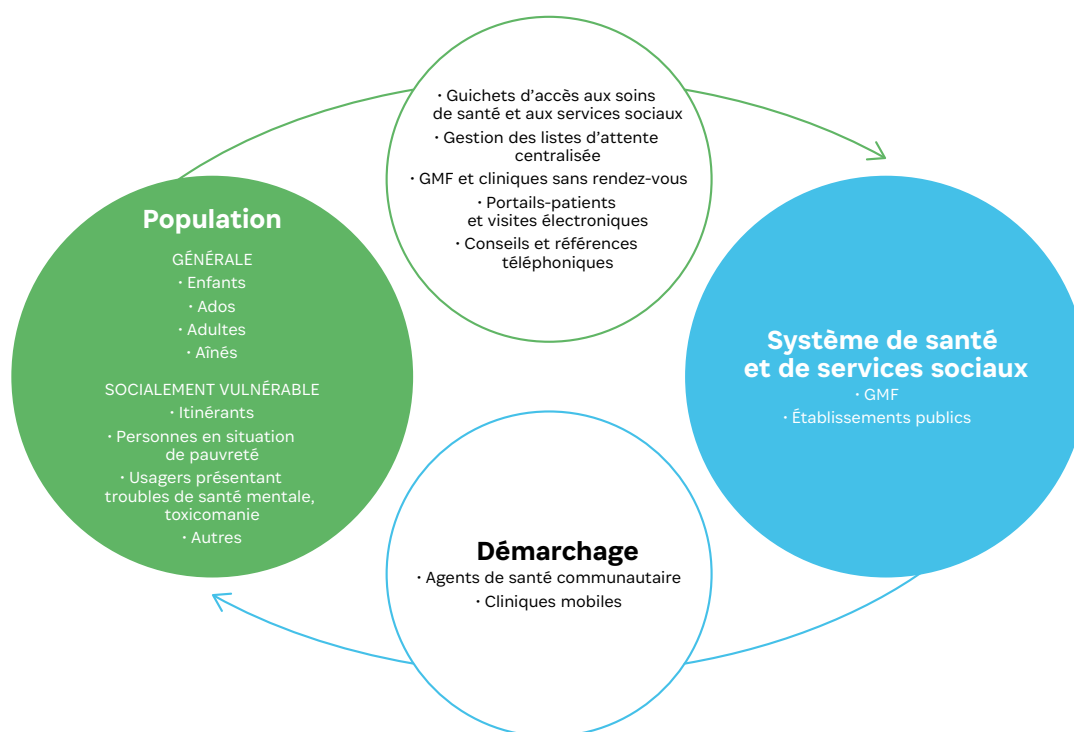 · Guichets d’accès aux soins
de santé et aux services sociaux
· Gestion des listes d’attente
centralisée
· GMF et cliniques sans rendez-vous
· Portails-patients
et visites électroniques
· Conseils et références
téléphoniques
Population
GÉNÉRALE
· Enfants
· Ados
· Adultes
· Aînés
SOCIALEMENT VULNÉRABLE
· Itinérants
· Personnes en situation
de pauvreté
· Usagers présentant
troubles de santé mentale,
toxicomanie
· Autres
Système de santé
et de services sociaux
· GMF
· Établissements publics
Démarchage
· Agents de santé communautaire
· Cliniques mobiles